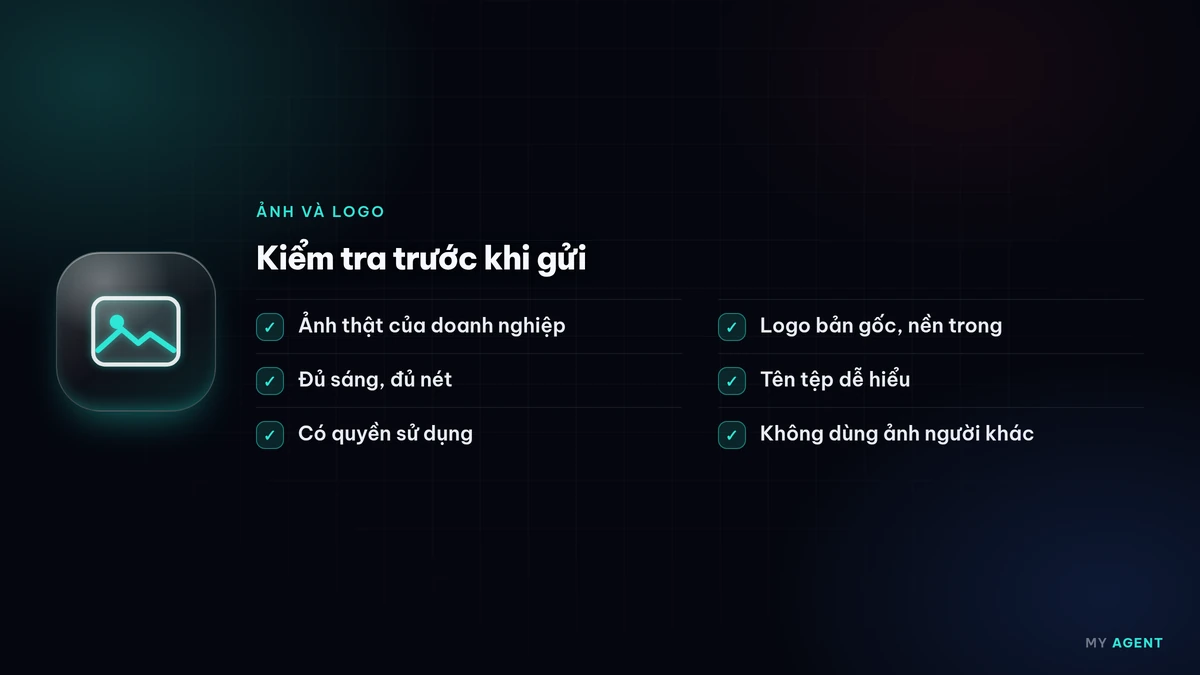 ẢNH VÀ LOGO
Kiểm tra trước khi gửi
✓ Ảnh thật của doanh nghiệp
✓ Logo bản gốc, nền trong
✓ Đủ sáng, đủ nét
✓ Tên tệp dễ hiểu
✓ Có quyền sử dụng
✓ Không dùng ảnh người khác
MY AGENT